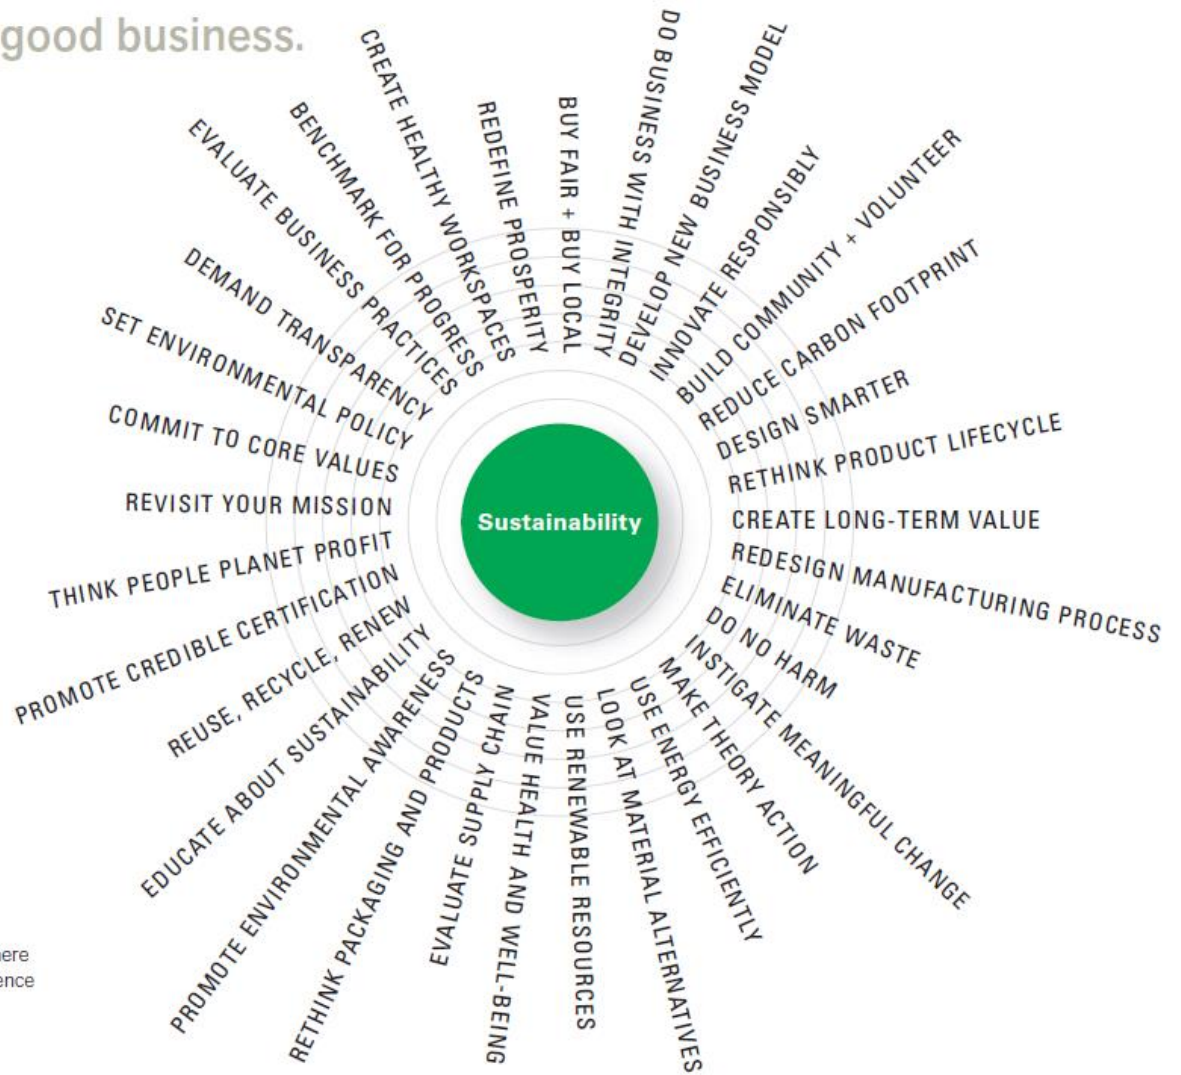 good business.
BUY FAIR + BUY LOCAL
DO BUSINESS WITH INTEGRITY
DEVELOP NEW BUSINESS MODEL
INNOVATE RESPONSIBLY
BUILD COMMUNITY + VOLUNTEER
REDUCE CARBON FOOTPRINT
DESIGN SMARTER
RETHINK PRODUCT LIFECYCLE
CREATE LONG-TERM VALUE
REDESIGN MANUFACTURING PROCESS
ELIMINATE WASTE
DO NO HARM
INSTIGATE MEANINGFUL CHANGE
MAKE THEORY ACTION
USE ENERGY EFFICIENTLY
LOOK AT MATERIAL ALTERNATIVES
USE RENEWABLE RESOURCES
VALUE HEALTH AND WELL-BEING
EVALUATE SUPPLY CHAIN
RETHINK PACKAGING AND PRODUCTS
PROMOTE ENVIRONMENTAL AWARENESS
EDUCATE ABOUT SUSTAINABILITY
REUSE, RECYCLE, RENEW
PROMOTE CREDIBLE CERTIFICATION
THINK PEOPLE PLANET PROFIT
REVISIT YOUR MISSION
COMMIT TO CORE VALUES
SET ENVIRONMENTAL POLICY
DEMAND TRANSPARENCY
EVALUATE BUSINESS PRACTICES
BENCHMARK FOR PROGRESS
CREATE HEALTHY WORKSPACES
REDEFINE PROSPERITY
Sustainability